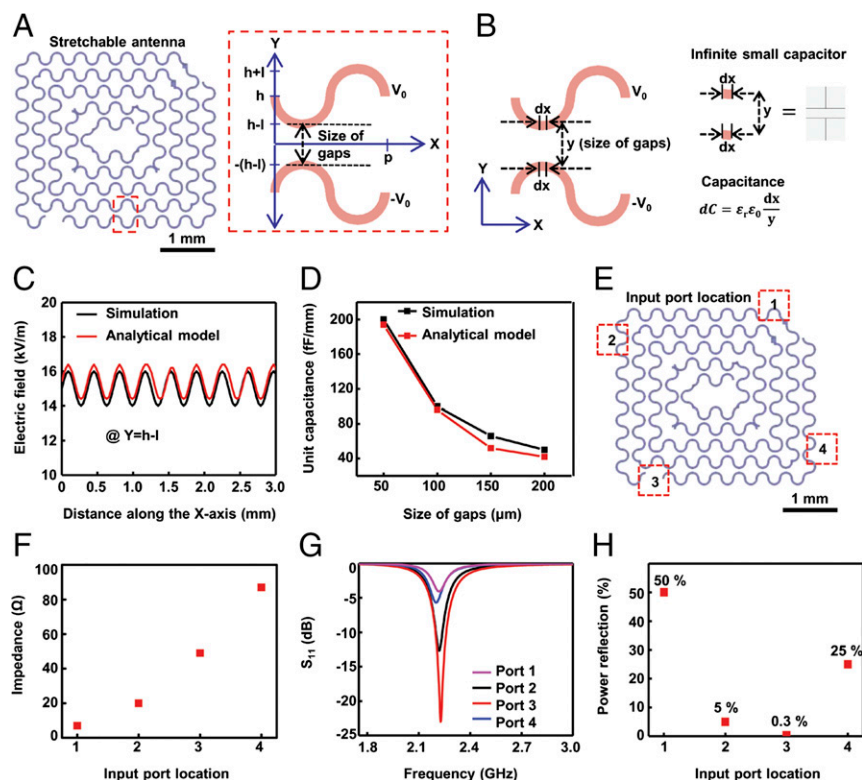 A
Stretchable antenna
1 mm
Y
h+l
h
h-l
-(h-l)
V0
-V0
Size of
gaps
X
p
B
dx
V0
y (size of gaps)
dx
-V0
Y
X
Infinite small capacitor
dx
y
=
dx
Capacitance
dC = εrε0 dx/y
C
Electric field (kV/m)
20
19
18
17
16
15
14
13
12
11
10
Simulation
Analytical model
@ Y=h-l
0
0.5
1.0
1.5
2.0
2.5
3.0
Distance along the X-axis (mm)
D
Unit capacitance (fF/mm)
200
160
120
80
40
Simulation
Analytical model
50
100
150
200
Size of gaps (µm)
E
Input port location
1
2
3
4
1 mm
F
Impedance (Ω)
100
80
60
40
20
0
1
2
3
4
Input port location
G
S11 (dB)
0
-5
-10
-15
-20
-25
Port 1
Port 2
Port 3
Port 4
1.8
2.1
2.4
2.7
3.0
Frequency (GHz)
H
Power reflection (%)
50
40
30
20
10
0
50 %
5 %
0.3 %
25 %
1
2
3
4
Input port location